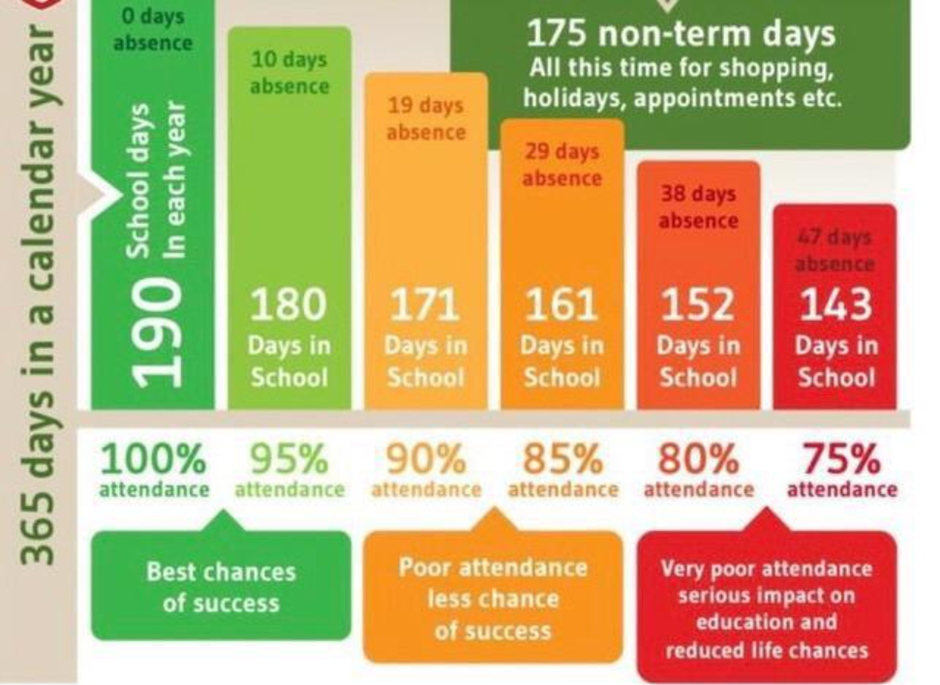 365 days in a calendar year
0 days
absence
190
School days
In each year
10 days
absence
180
Days in
School
19 days
absence
171
Days in
School
175 non-term days
All this time for shopping,
holidays, appointments etc.
29 days
absence
161
Days in
School
38 days
absence
152
Days in
School
47 days
absence
143
Days in
School
100%
attendance
95%
attendance
90%
attendance
85%
attendance
80%
attendance
75%
attendance
Best chances
of success
Poor attendance
less chance
of success
Very poor attendance
serious impact on
education and
reduced life chances